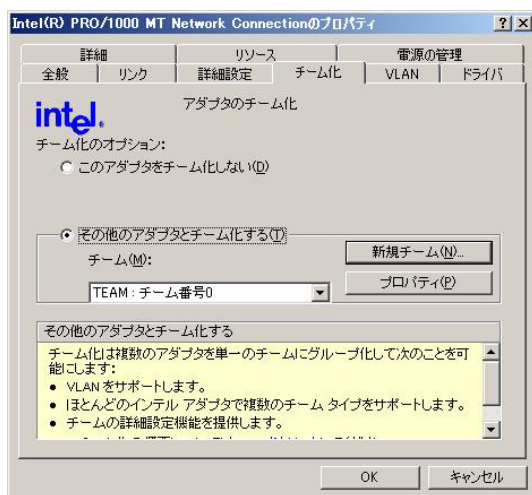 Intel(R) PRO/1000 MT Network Connectionのプロパティ
詳細 リソース 電源の管理
全般 リンク 詳細設定 チーム化 VLAN ドライバ
intel.
アダプタのチーム化
チーム化のオプション:
このアダプタをチーム化しない(D)
その他のアダプタとチーム化する(T)
チーム(M):
新規チーム(N)...
プロパティ(P)
TEAM : チーム番号0
その他のアダプタとチーム化する
チーム化は複数のアダプタを単一のチームにグループ化して次のことを可
能にします:
• VLAN をサポートします。
• ほとんどのインテル アダプタで複数のチーム タイプをサポートします。
• チームの詳細設定機能を提供します。
OK キャンセル